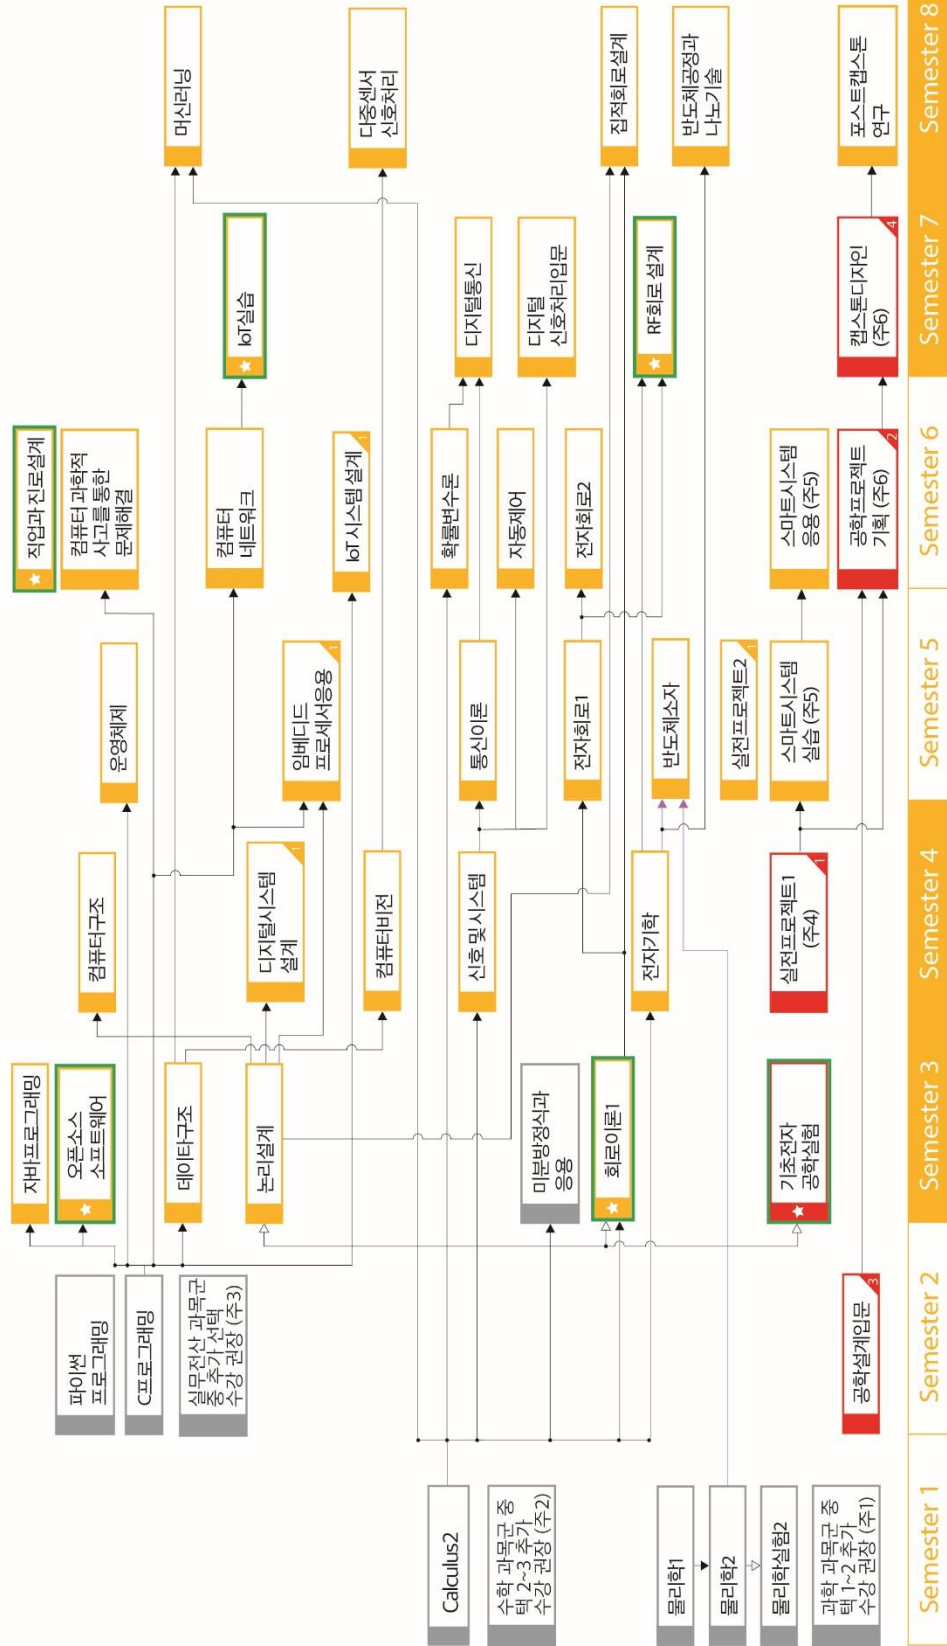 Semester 1
Semester 2
Semester 3
Semester 4
Semester 5
Semester 6
Semester 7
Semester 8
Calculus2
수학 과목군 중
택 2~3 추가
수강 권장 (주2)
물리학1
물리학2
물리학실험2
과학 과목군 중
택 1~2 추가
수강 권장 (주1)
파이썬
프로그래밍
C프로그래밍
실무전산 과목군
중 추가 선택
수강 권장 (주3)
공학설계입문
3
자바프로그래밍
오픈소스
소프트웨어
데이타구조
논리설계
미분방정식과
응용
회로이론1
기초전자
공학실험
컴퓨터구조
디지털시스템
설계
1
컴퓨터비전
신호 및 시스템
전자기학
실전프로젝트1
(주4)
1
운영체제
임베디드
프로세서응용
1
통신이론
전자회로1
반도체소자
실전프로젝트2
1
스마트시스템
실습 (주5)
직업과 진로설계
컴퓨터 과학적
사고를 통한
문제해결
컴퓨터
네트워크
IoT 시스템 설계
1
확률변수론
자동제어
전자회로2
스마트시스템
응용 (주5)
공학프로젝트
기획 (주6)
2
IoT실습
디지털통신
디지털
신호처리입문
RF회로 설계
캡스톤디자인
(주6)
4
머신러닝
다중센서
신호처리
집적회로설계
반도체공정과
나노기술
포스트캡스톤
연구